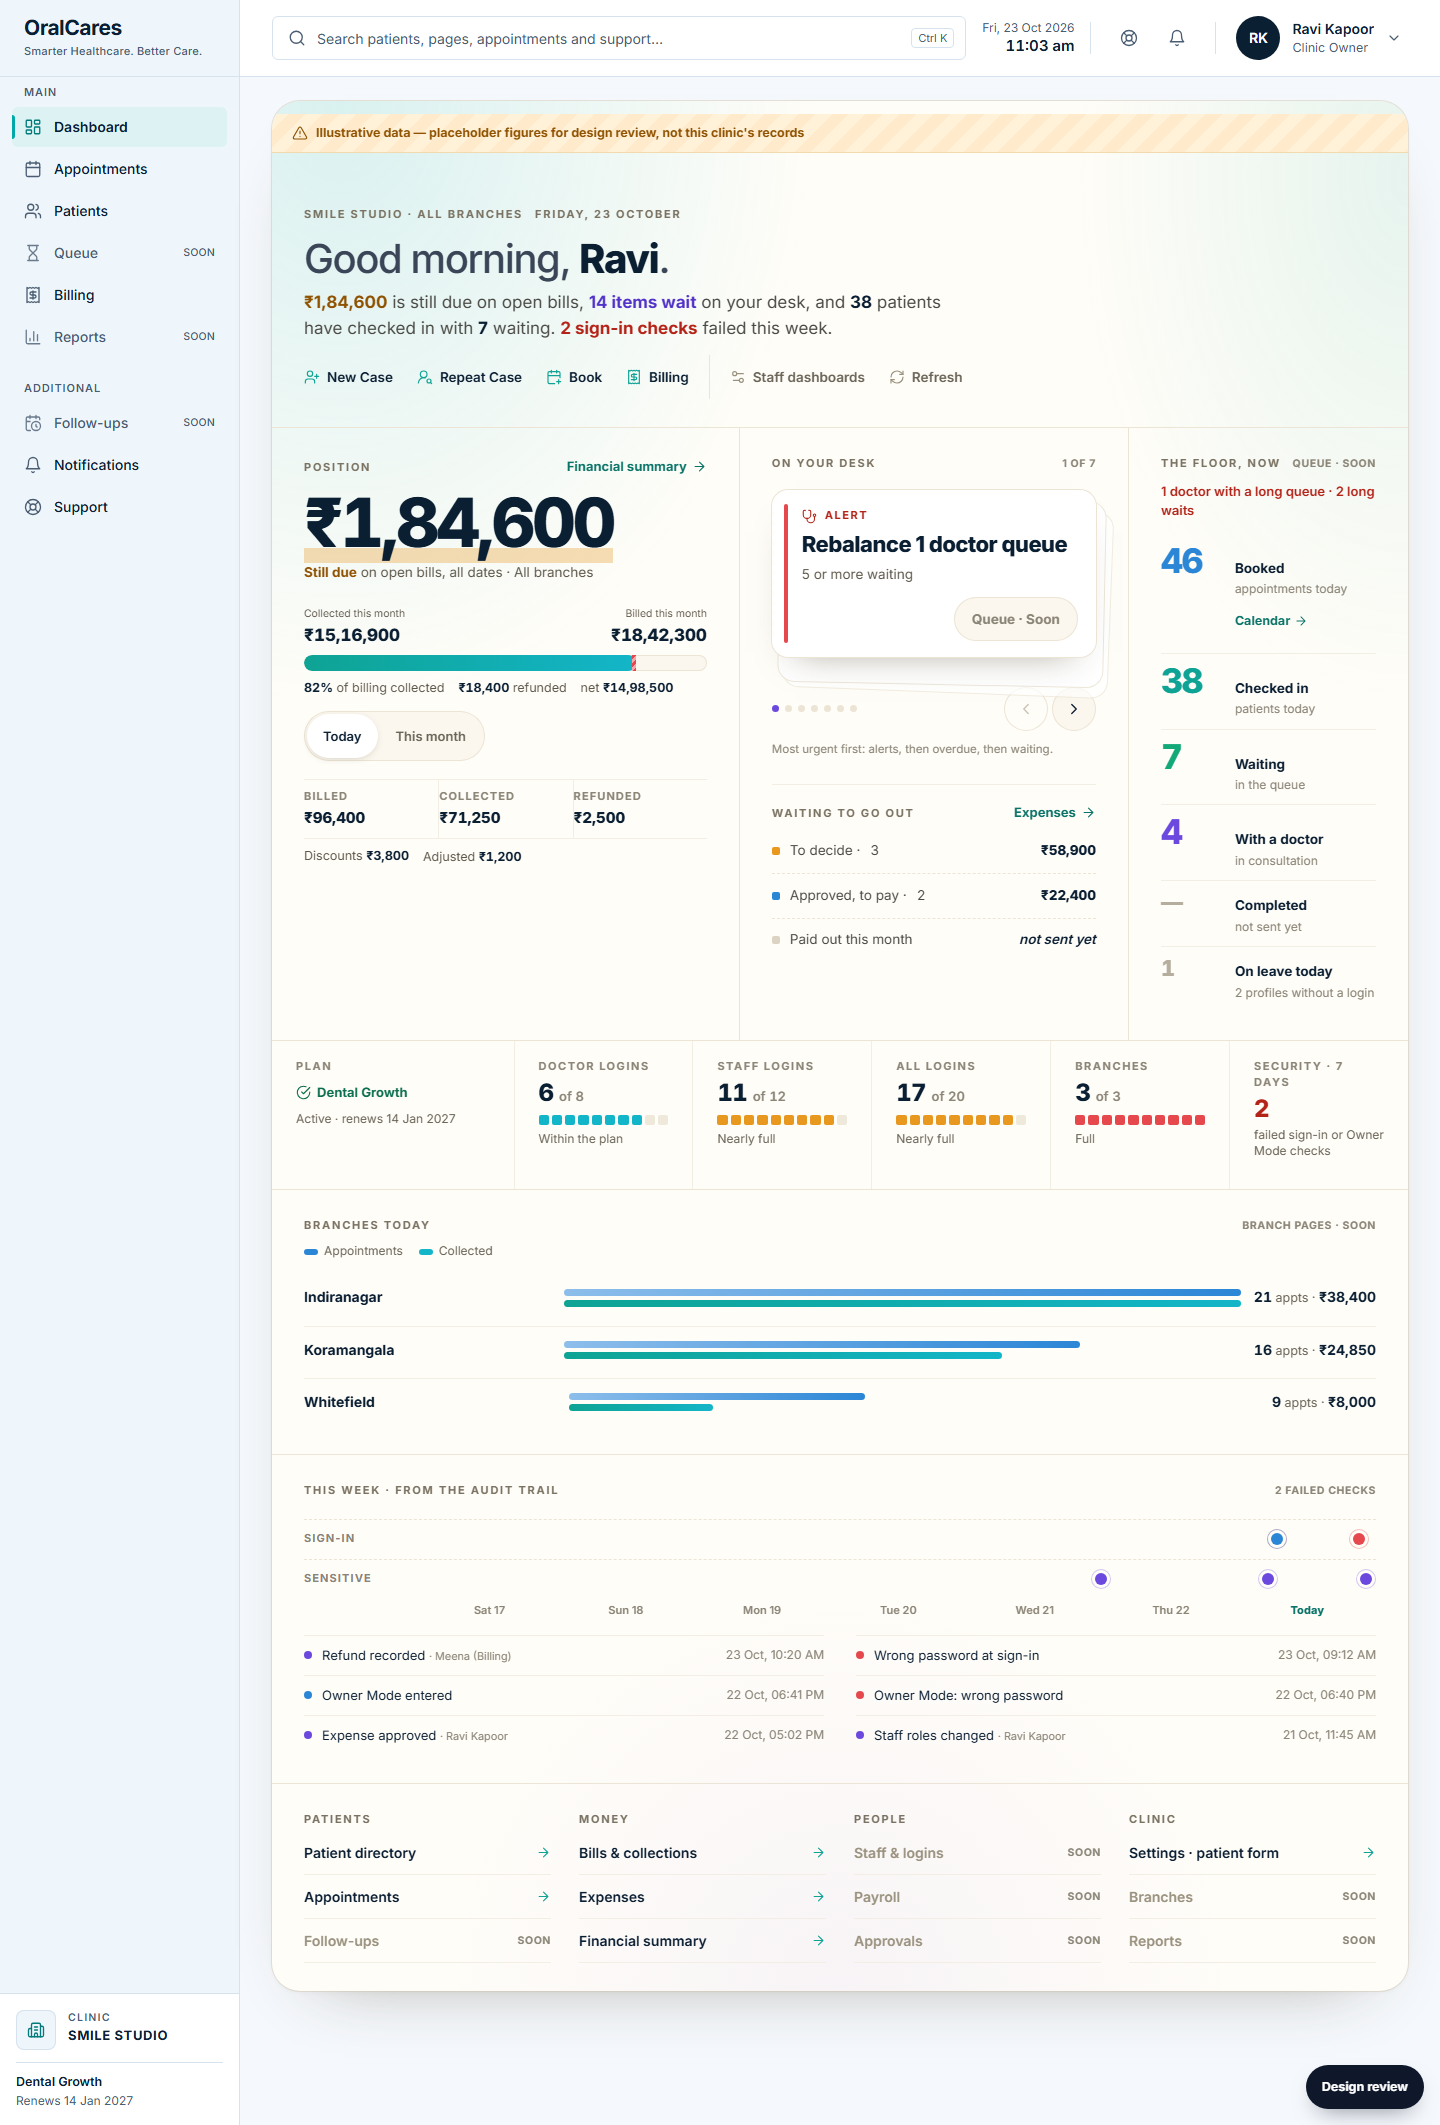 OralCares
Smarter Healthcare. Better Care.
MAIN
Dashboard
Appointments
Patients
Queue SOON
Billing
Reports SOON
ADDITIONAL
Follow-ups SOON
Notifications
Support
CLINIC
SMILE STUDIO
Dental Growth
Renews 14 Jan 2027
Search patients, pages, appointments and support... Ctrl K
Fri, 23 Oct 2026
11:03 am
RK
Ravi Kapoor
Clinic Owner
Illustrative data — placeholder figures for design review, not this clinic's records
SMILE STUDIO · ALL BRANCHES FRIDAY, 23 OCTOBER
Good morning, Ravi.
₹1,84,600 is still due on open bills, 14 items wait on your desk, and 38 patients
have checked in with 7 waiting. 2 sign-in checks failed this week.
New Case Repeat Case Book Billing Staff dashboards Refresh
POSITION Financial summary
₹1,84,600
Still due on open bills, all dates · All branches
Collected this month Billed this month
₹15,16,900 ₹18,42,300
82% of billing collected ₹18,400 refunded net ₹14,98,500
Today This month
BILLED COLLECTED REFUNDED
₹96,400 ₹71,250 ₹2,500
Discounts ₹3,800 Adjusted ₹1,200
ON YOUR DESK 1 OF 7
ALERT
Rebalance 1 doctor queue
5 or more waiting
Queue · Soon
Most urgent first: alerts, then overdue, then waiting.
WAITING TO GO OUT Expenses
To decide · 3 ₹58,900
Approved, to pay · 2 ₹22,400
Paid out this month not sent yet
THE FLOOR, NOW QUEUE · SOON
1 doctor with a long queue · 2 long
waits
46 Booked
appointments today
Calendar
38 Checked in
patients today
7 Waiting
in the queue
4 With a doctor
in consultation
— Completed
not sent yet
1 On leave today
2 profiles without a login
PLAN
Dental Growth
Active · renews 14 Jan 2027
DOCTOR LOGINS
6 of 8
Within the plan
STAFF LOGINS
11 of 12
Nearly full
ALL LOGINS
17 of 20
Nearly full
BRANCHES
3 of 3
Full
SECURITY · 7
DAYS
2
failed sign-in or Owner
Mode checks
BRANCHES TODAY BRANCH PAGES · SOON
Appointments Collected
Indiranagar 21 appts · ₹38,400
Koramangala 16 appts · ₹24,850
Whitefield 9 appts · ₹8,000
THIS WEEK · FROM THE AUDIT TRAIL 2 FAILED CHECKS
SIGN-IN
SENSITIVE
Sat 17 Sun 18 Mon 19 Tue 20 Wed 21 Thu 22 Today
Refund recorded · Meena (Billing) 23 Oct, 10:20 AM
Wrong password at sign-in 23 Oct, 09:12 AM
Owner Mode entered 22 Oct, 06:41 PM
Owner Mode: wrong password 22 Oct, 06:40 PM
Expense approved · Ravi Kapoor 22 Oct, 05:02 PM
Staff roles changed · Ravi Kapoor 21 Oct, 11:45 AM
PATIENTS
Patient directory
Appointments
Follow-ups SOON
MONEY
Bills & collections
Expenses
Financial summary
PEOPLE
Staff & logins SOON
Payroll SOON
Approvals SOON
CLINIC
Settings · patient form
Branches SOON
Reports SOON
Design review